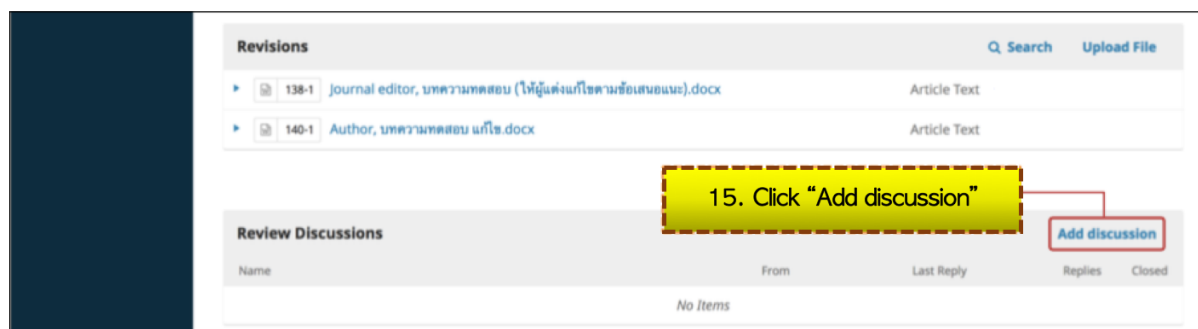 Revisions
Search Upload File
138-1 Journal editor, บทความทดสอบ (ให้ผู้แต่งแก้ไขตามข้อเสนอแนะ).docx Article Text
140-1 Author, บทความทดสอบ แก้ไข.docx Article Text
15. Click “Add discussion”
Review Discussions Add discussion
Name From Last Reply Replies Closed
No Items